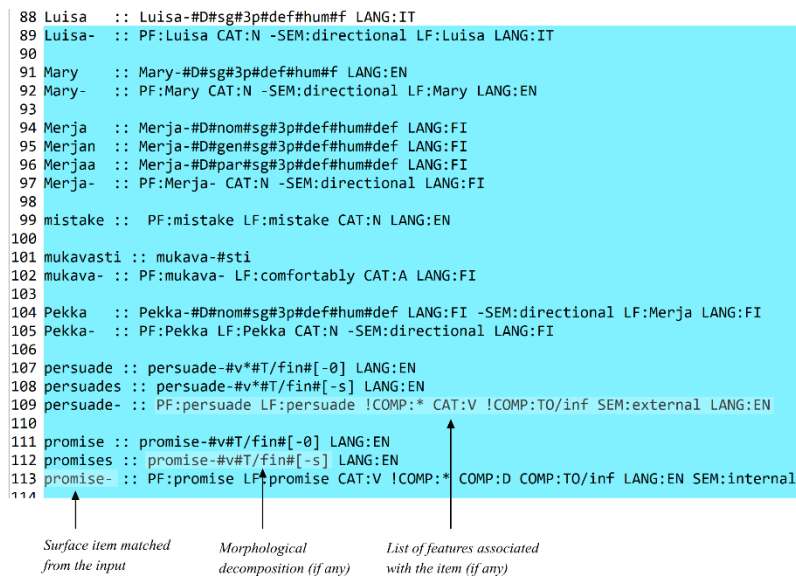 88 Luisa :: Luisa-#D#sg#3p#def#hum#f LANG:IT
89 Luisa- :: PF:Luisa CAT:N -SEM:directional LF:Luisa LANG:IT
90
91 Mary :: Mary-#D#sg#3p#def#hum#f LANG:EN
92 Mary- :: PF:Mary CAT:N -SEM:directional LF:Mary LANG:EN
93
94 Merja :: Merja-#D#nom#sg#3p#def#hum#def LANG:FI
95 Merjan :: Merja-#D#gen#sg#3p#def#hum#def LANG:FI
96 Merjaa :: Merja-#D#par#sg#3p#def#hum#def LANG:FI
97 Merja- :: PF:Merja- CAT:N -SEM:directional LANG:FI
98
99 mistake :: PF:mistake LF:mistake CAT:N LANG:EN
100
101 mukavasti :: mukava-#sti
102 mukava- :: PF:mukava- LF:comfortably CAT:A LANG:FI
103
104 Pekka :: Pekka-#D#nom#sg#3p#def#hum#def LANG:FI -SEM:directional LF:Merja LANG:FI
105 Pekka- :: PF:Pekka LF:Pekka CAT:N -SEM:directional LANG:FI
106
107 persuade :: persuade-#v*#T/fin#[-0] LANG:EN
108 persuades :: persuade-#v*#T/fin#[-s] LANG:EN
109 persuade- :: PF:persuade LF:persuade !COMP:* CAT:V !COMP:TO/inf SEM:external LANG:EN
110
111 promise :: promise-#v#T/fin#[-0] LANG:EN
112 promises :: promise-#v#T/fin#[-s] LANG:EN
113 promise- :: PF:promise LF:promise CAT:V !COMP:* COMP:D COMP:TO/inf LANG:EN SEM:internal
114
Surface item matched from the input
Morphological decomposition (if any)
List of features associated with the item (if any)